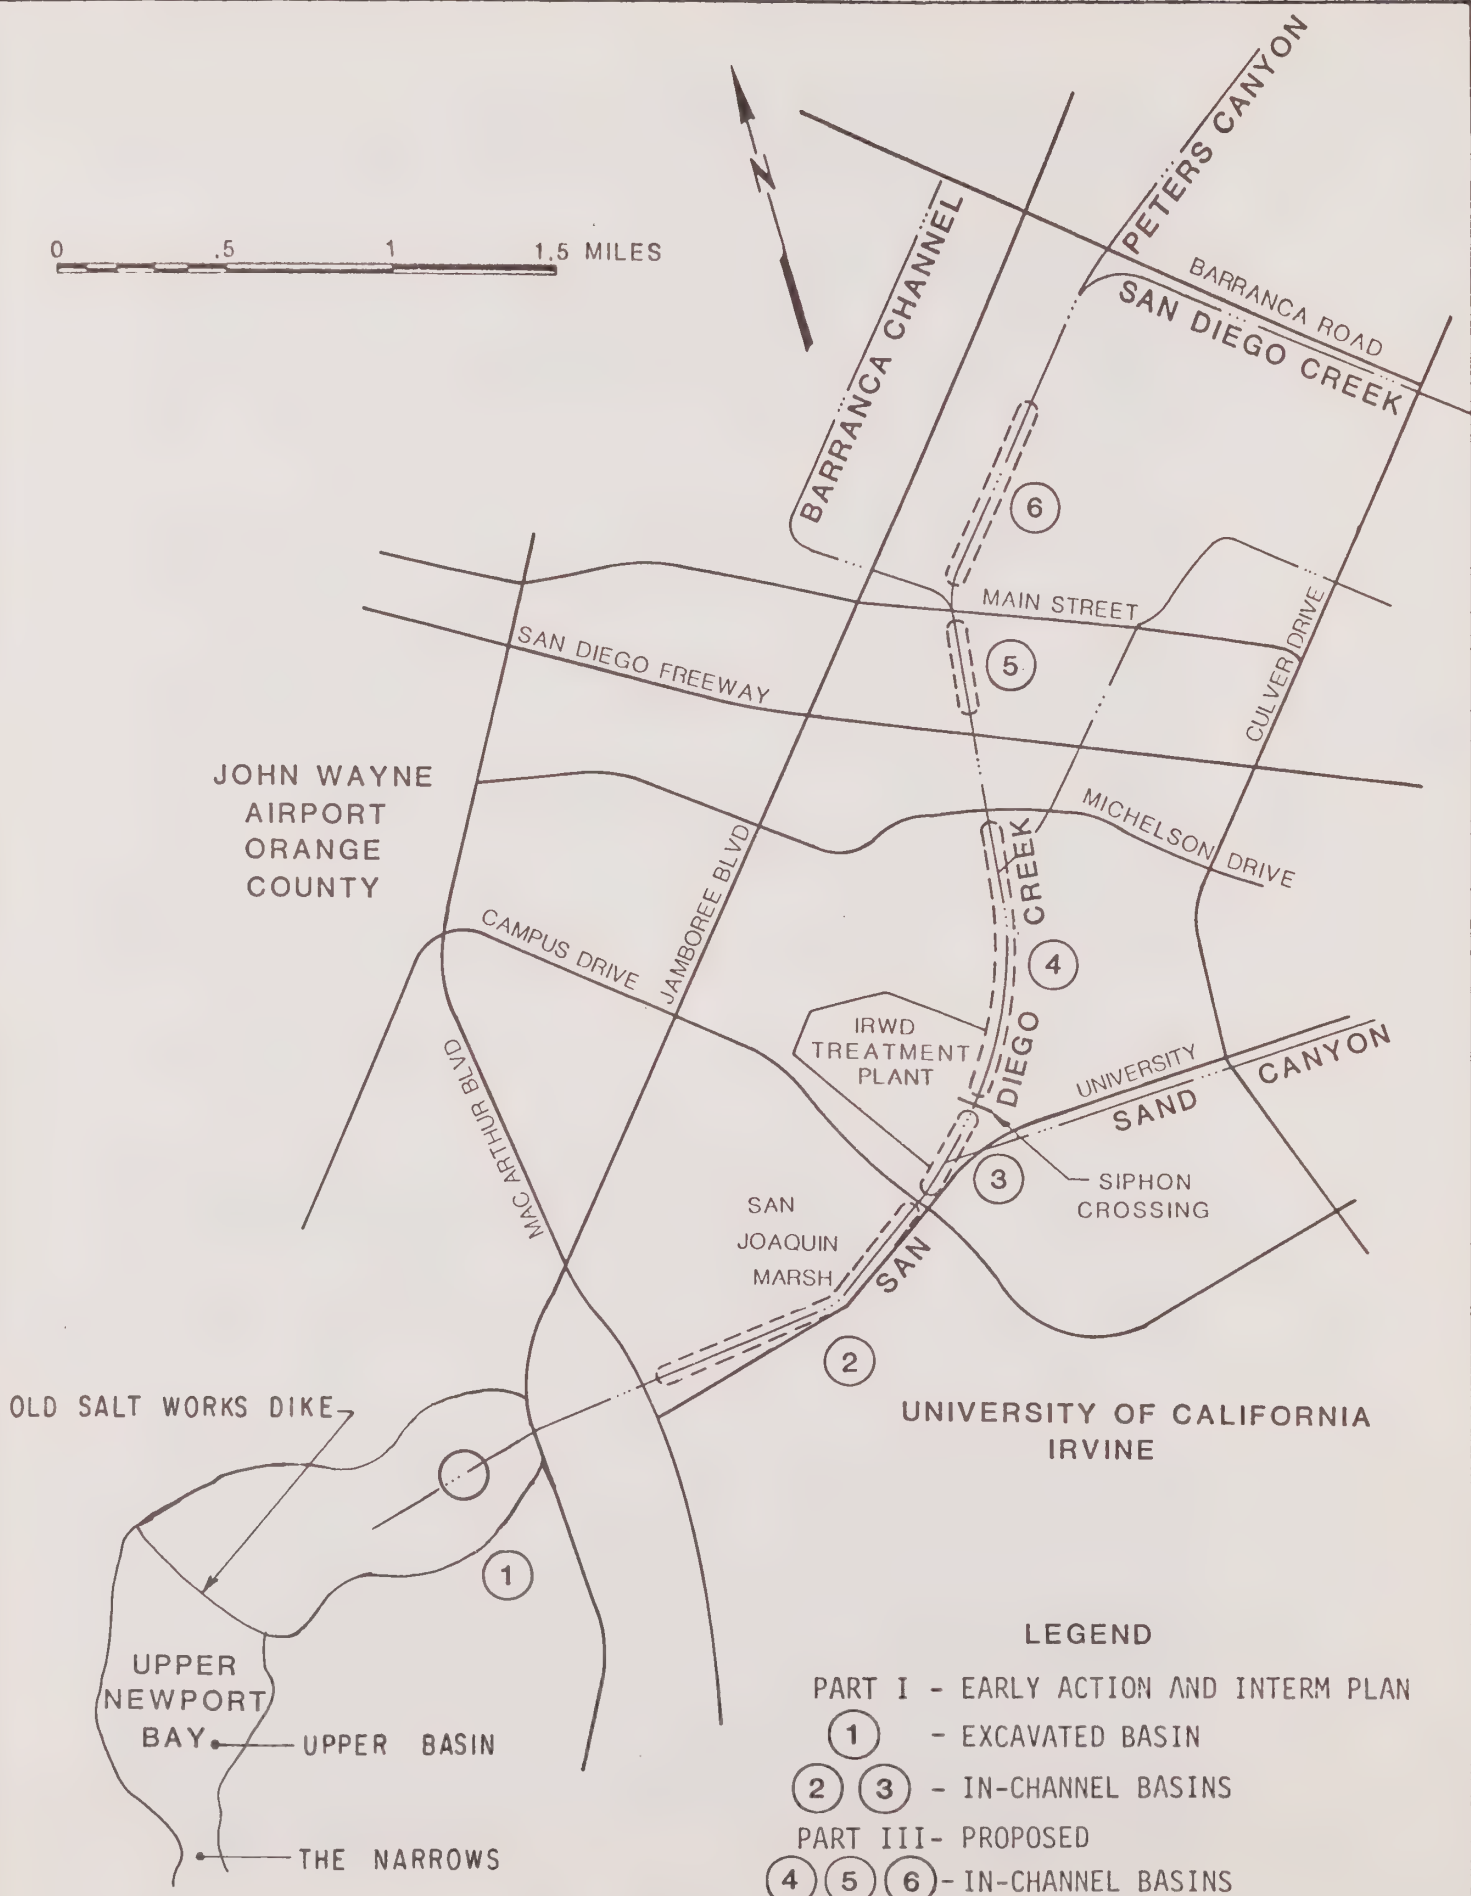 PETERS CANYON
N
0 .5 1 1.5 MILES
BARRANCA CHANNEL
BARRANCA ROAD
SAN DIEGO CREEK
6
MAIN STREET
5
SAN DIEGO FREEWAY
CULVER DRIVE
JOHN WAYNE
AIRPORT
ORANGE
COUNTY
MICHELSON DRIVE
JAMBOREE BLVD
CAMPUS DRIVE
SAN DIEGO CREEK
4
IRWD
TREATMENT
PLANT
MAC ARTHUR BLVD
UNIVERSITY
SAND CANYON
3
SIPHON
CROSSING
SAN
JOAQUIN
MARSH
2
OLD SALT WORKS DIKE
UNIVERSITY OF CALIFORNIA
IRVINE
1
UPPER
NEWPORT
BAY
UPPER BASIN
THE NARROWS
LEGEND
PART I - EARLY ACTION AND INTERM PLAN
1 - EXCAVATED BASIN
2 3 - IN-CHANNEL BASINS
PART III- PROPOSED
4 5 6 - IN-CHANNEL BASINS